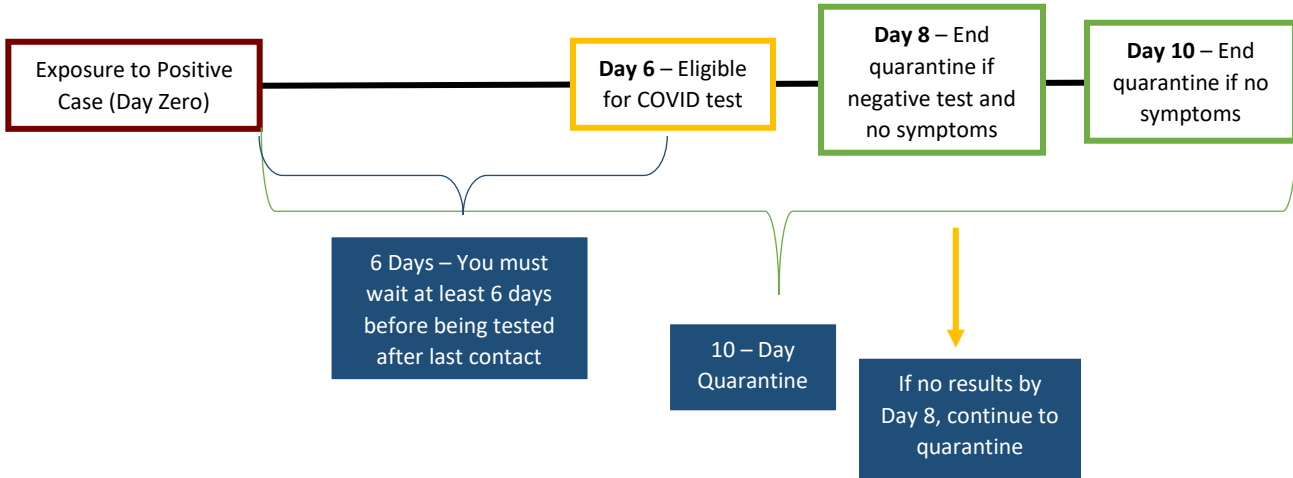 Exposure to Positive
Case (Day Zero)
Day 6 – Eligible
for COVID test
Day 8 – End
quarantine if
negative test and
no symptoms
Day 10 – End
quarantine if no
symptoms
6 Days – You must
wait at least 6 days
before being tested
after last contact
10 – Day
Quarantine
If no results by
Day 8, continue to
quarantine